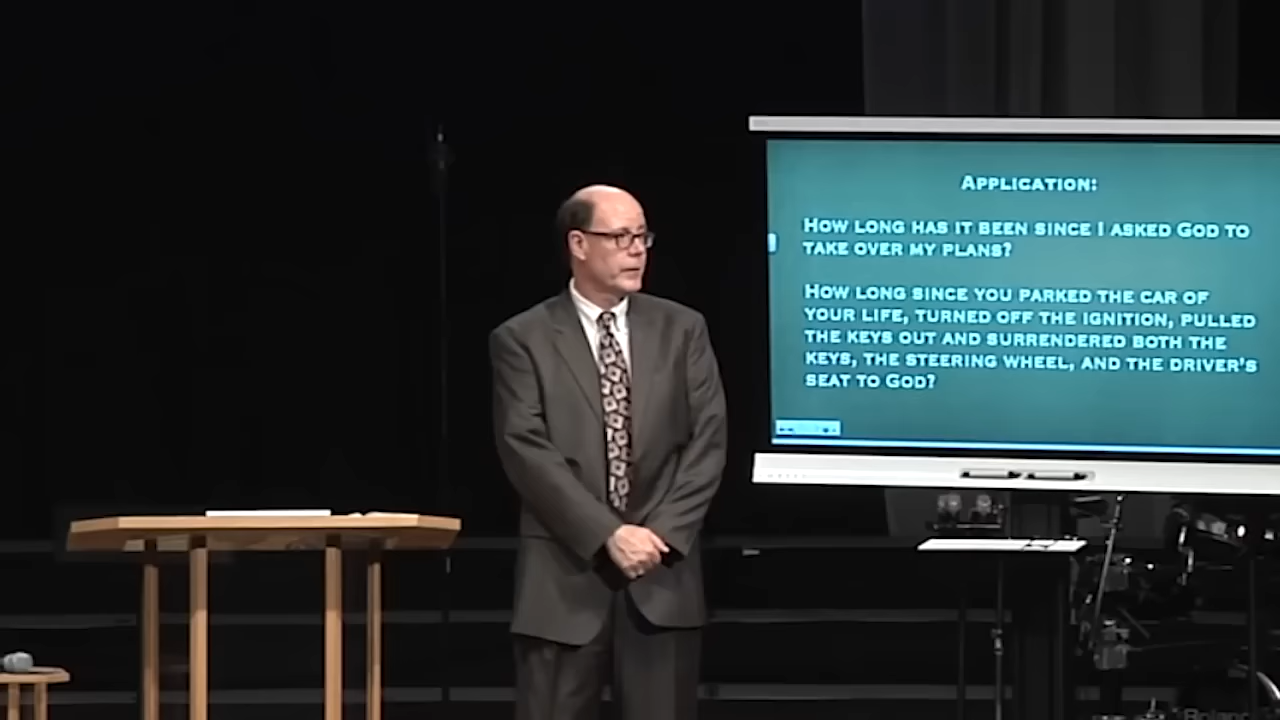 APPLICATION:
HOW LONG HAS IT BEEN SINCE I ASKED GOD TO
TAKE OVER MY PLANS?
HOW LONG SINCE YOU PARKED THE CAR OF
YOUR LIFE, TURNED OFF THE IGNITION, PULLED
THE KEYS OUT AND SURRENDERED BOTH THE
KEYS, THE STEERING WHEEL, AND THE DRIVER'S
SEAT TO GOD?
Roland